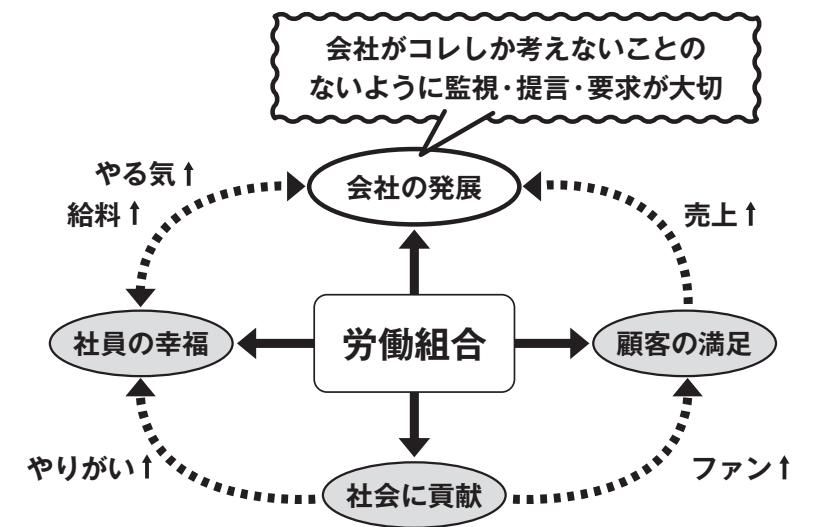 会社がコレしか考えないことの
ないように監視・提言・要求が大切
会社の発展
やる気↑
給料↑
売上↑
社員の幸福
労働組合
顧客の満足
やりがい↑
ファン↑
社会に貢献